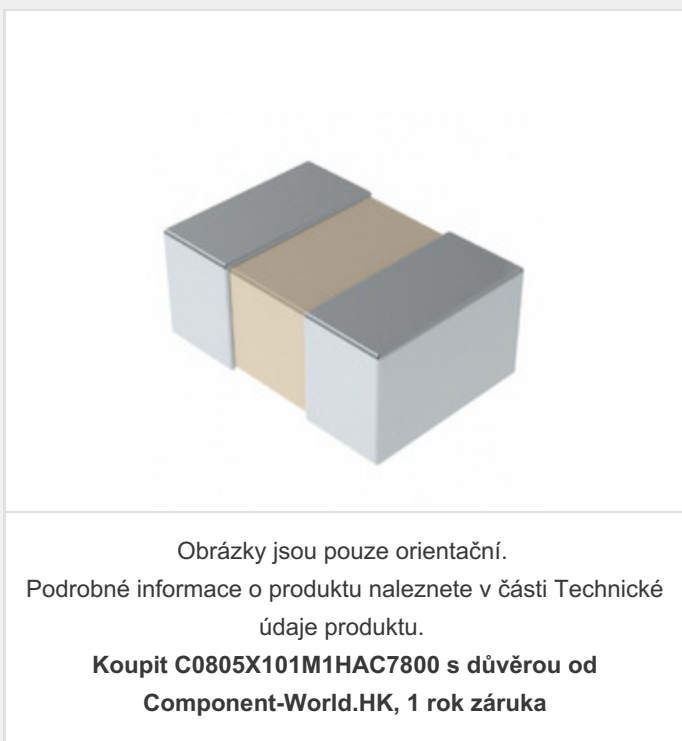 Obrázky jsou pouze orientační.
Podrobné informace o produktu naleznete v části Technické
údaje produktu.
Koupit C0805X101M1HAC7800 s důvěrou od
Component-World.HK, 1 rok záruka